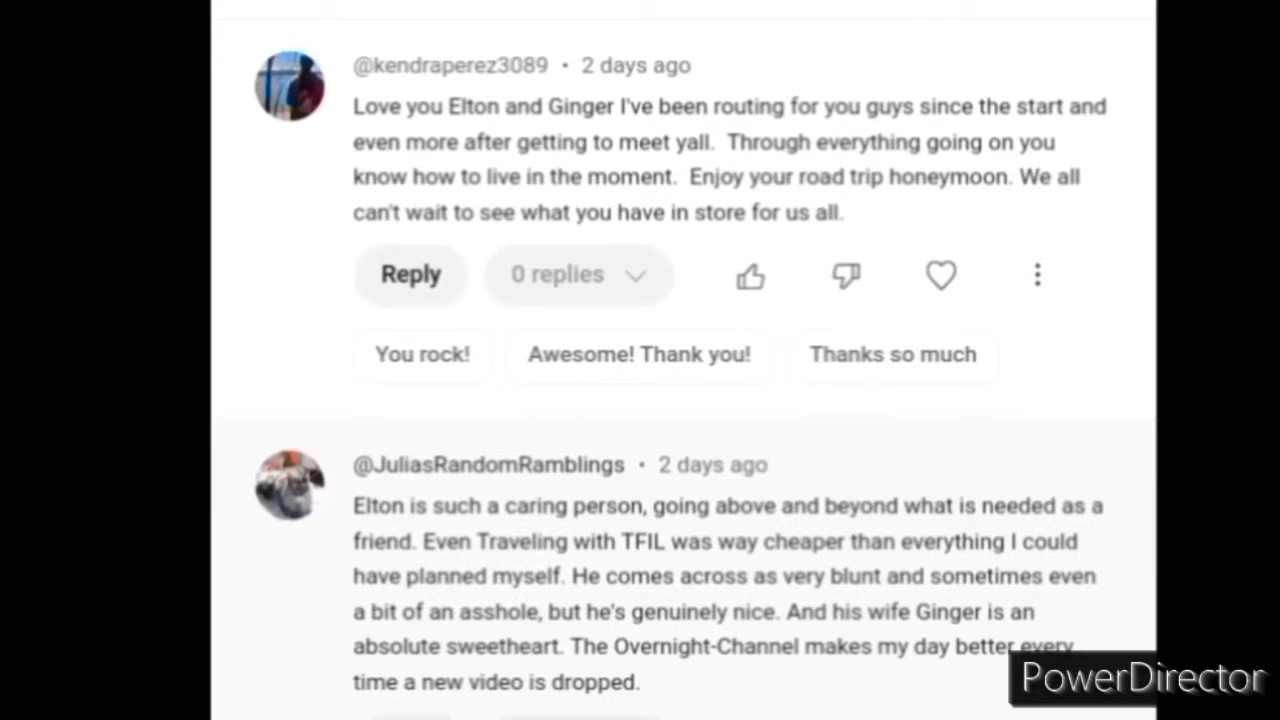 @kendraperez3089 • 2 days ago
Love you Elton and Ginger I've been routing for you guys since the start and
even more after getting to meet yall.  Through everything going on you
know how to live in the moment.  Enjoy your road trip honeymoon. We all
can't wait to see what you have in store for us all.
Reply 0 replies
You rock! Awesome! Thank you! Thanks so much
@JuliasRandomRamblings • 2 days ago
Elton is such a caring person, going above and beyond what is needed as a
friend. Even Traveling with TFIL was way cheaper than everything I could
have planned myself. He comes across as very blunt and sometimes even
a bit of an asshole, but he's genuinely nice. And his wife Ginger is an
absolute sweetheart. The Overnight-Channel makes my day better every
time a new video is dropped.
PowerDirector